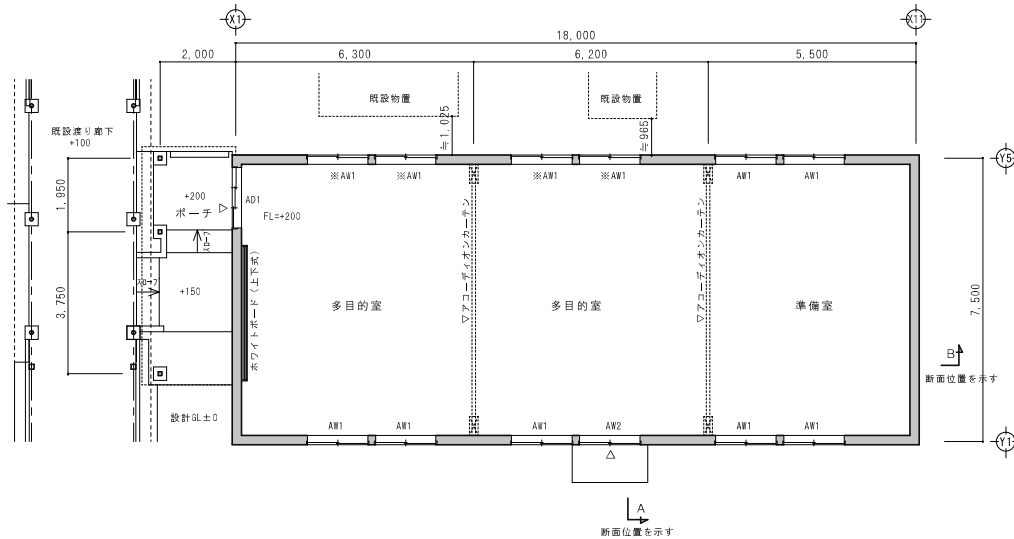 X1
X11
18,000
2,000
6,300
6,200
5,500
既設物置
既設物置
≒1,025
≒965
既設渡り廊下
+100
※AW1
※AW1
※AW1
※AW1
AW1
AW1
Y5
1,950
+200
ポーチ
▽
AD1
FL=+200
スロープ
スロープ
+150
3,750
ホワイトボード(上下式)
多目的室
▽アコーディオンカーテン
多目的室
▽アコーディオンカーテン
準備室
7,500
B
断面位置を示す
設計GL±0
AW1
AW1
AW1
AW2
AW1
AW1
Y1
△
A
断面位置を示す